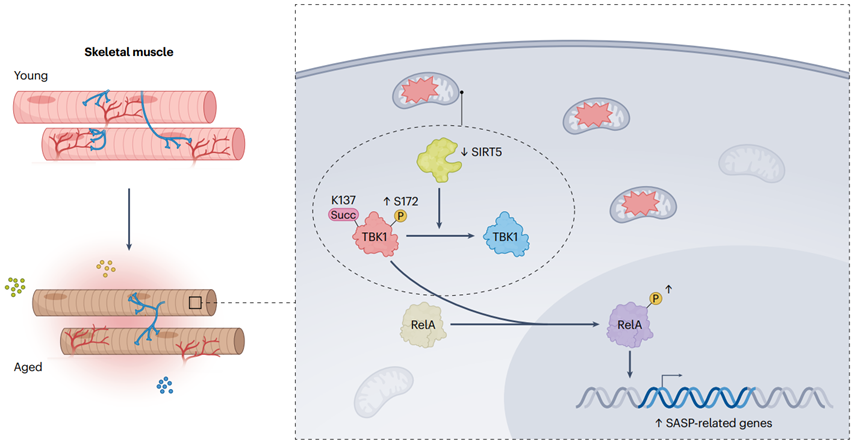 Skeletal muscle
Young
Aged
↓ SIRT5
K137
Succ
↑ S172
P
TBK1
TBK1
RelA
P ↑
RelA
↑ SASP-related genes